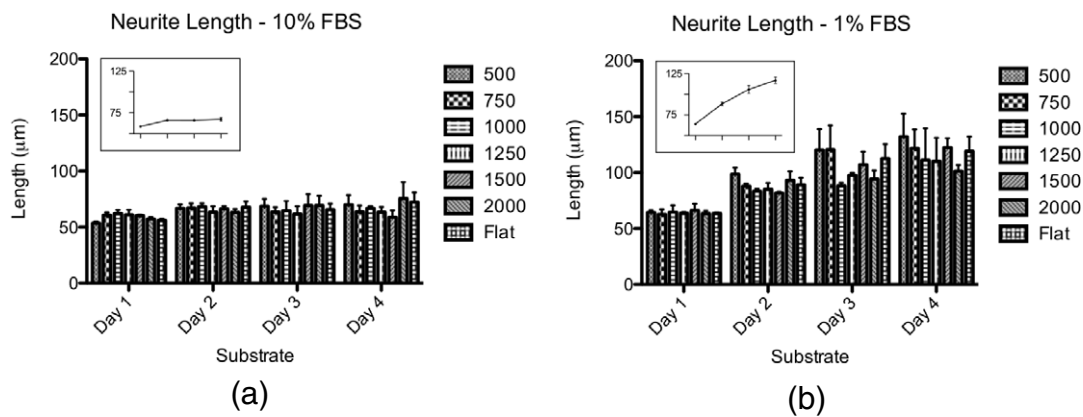 Neurite Length - 10% FBS
200
150
100
50
0
Length (μm)
125
75
Day 1
Day 2
Day 3
Day 4
Substrate
500
750
1000
1250
1500
2000
Flat
(a)
Neurite Length - 1% FBS
200
150
100
50
0
Length (μm)
125
75
Day 1
Day 2
Day 3
Day 4
Substrate
500
750
1000
1250
1500
2000
Flat
(b)